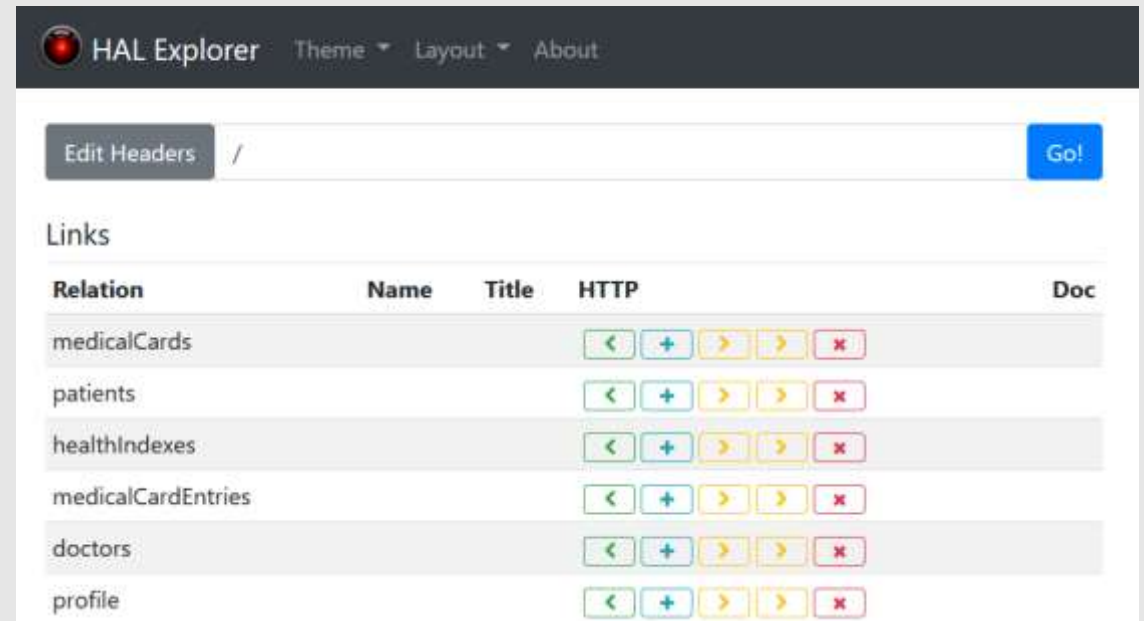 HAL Explorer Theme Layout About
Edit Headers / Go!
Links
Relation Name Title HTTP Doc
medicalCards
patients
healthIndexes
medicalCardEntries
doctors
profile